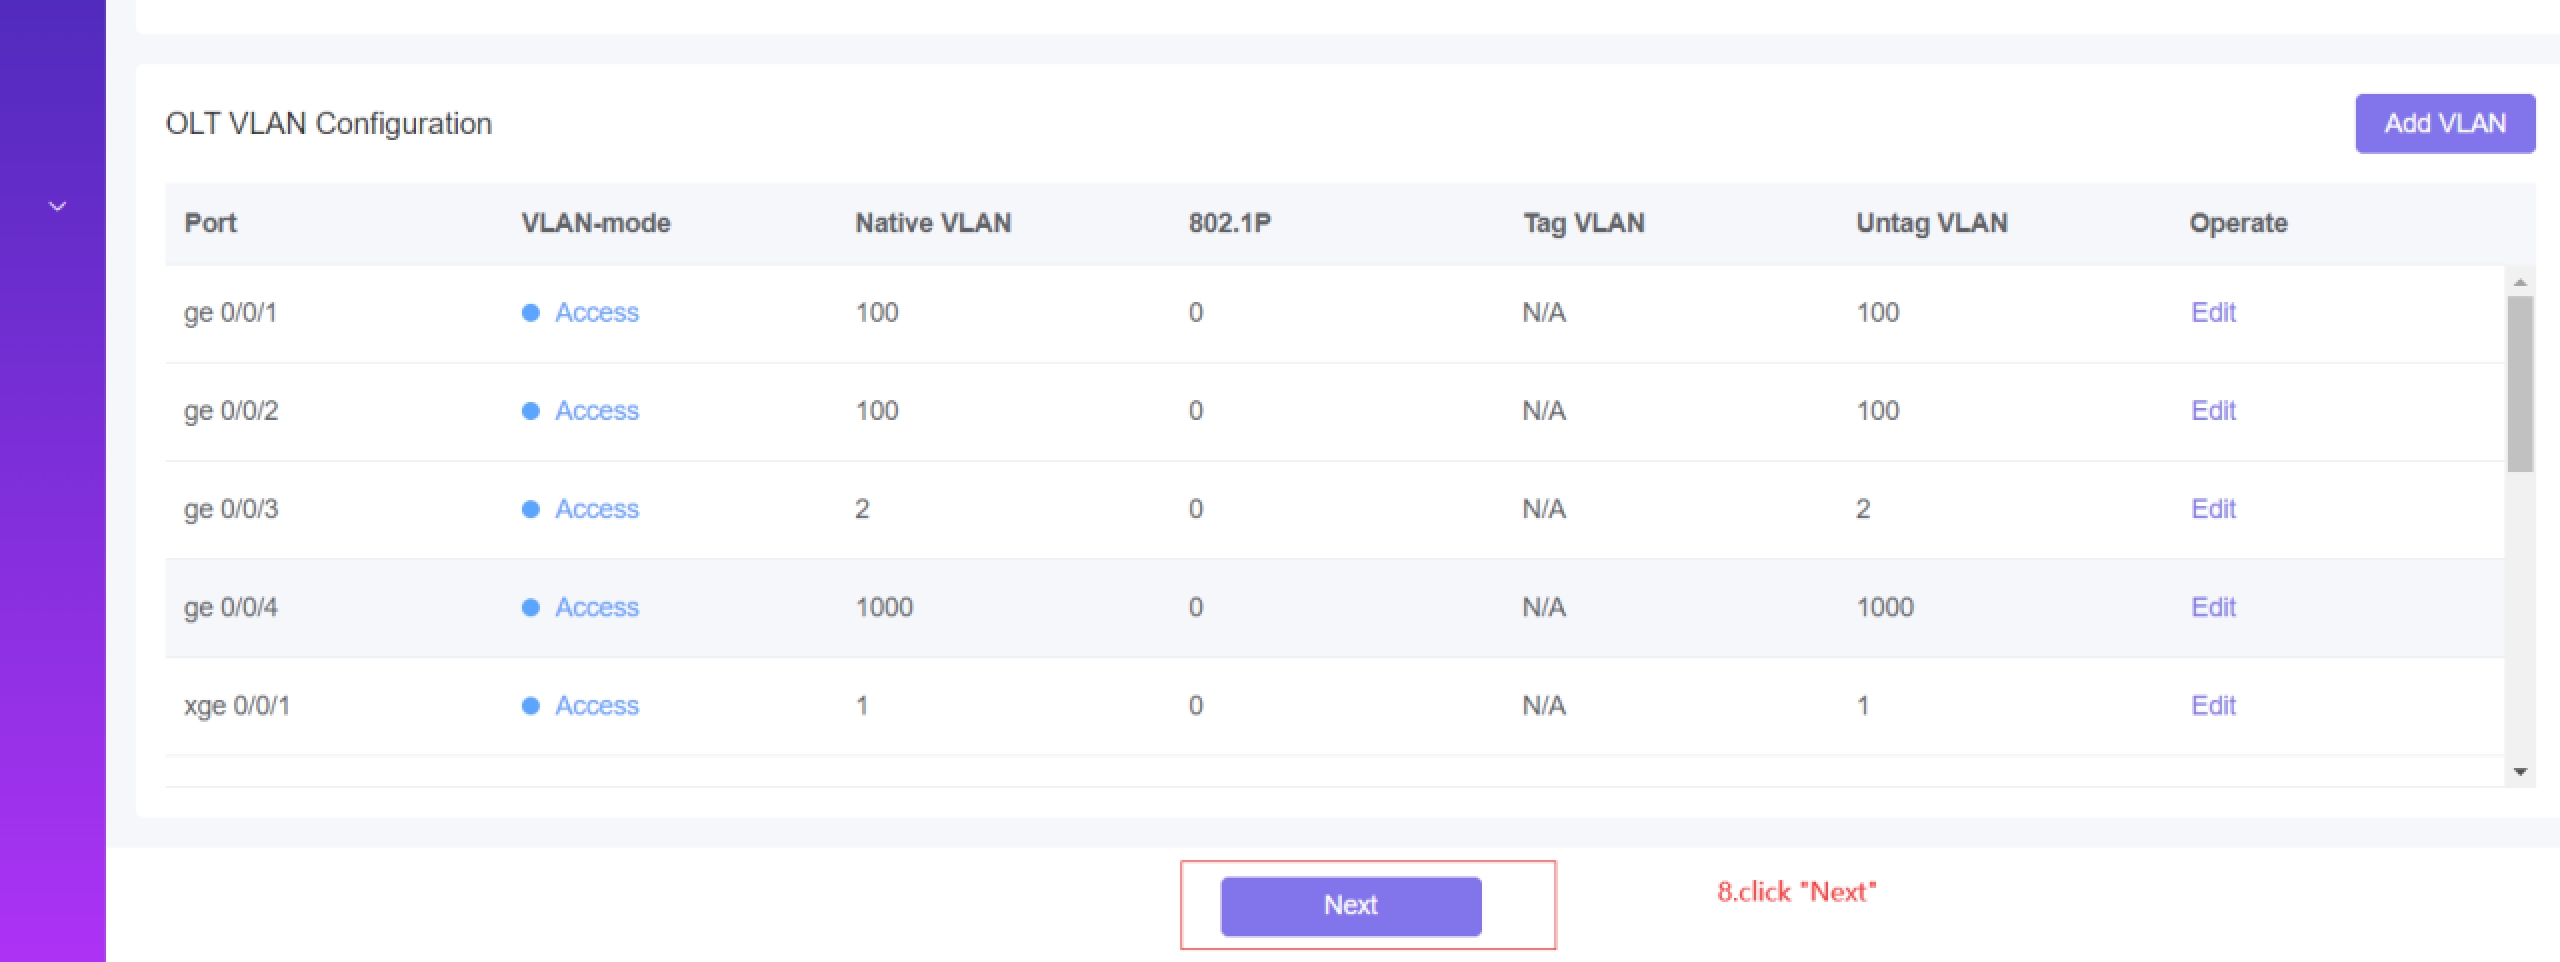 OLT VLAN Configuration
Add VLAN
Port VLAN-mode Native VLAN 802.1P Tag VLAN Untag VLAN Operate
ge 0/0/1 Access 100 0 N/A 100 Edit
ge 0/0/2 Access 100 0 N/A 100 Edit
ge 0/0/3 Access 2 0 N/A 2 Edit
ge 0/0/4 Access 1000 0 N/A 1000 Edit
xge 0/0/1 Access 1 0 N/A 1 Edit
Next
8.click "Next"